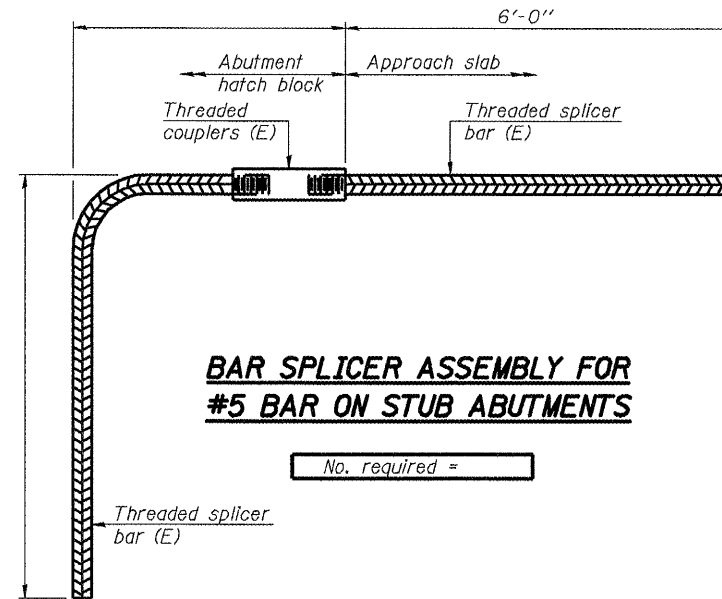 6'-0"
Abutment
hatch block
Approach slab
Threaded
couplers (E)
Threaded splicer
bar (E)
BAR SPLICER ASSEMBLY FOR
#5 BAR ON STUB ABUTMENTS
No. required =
Threaded splicer
bar (E)